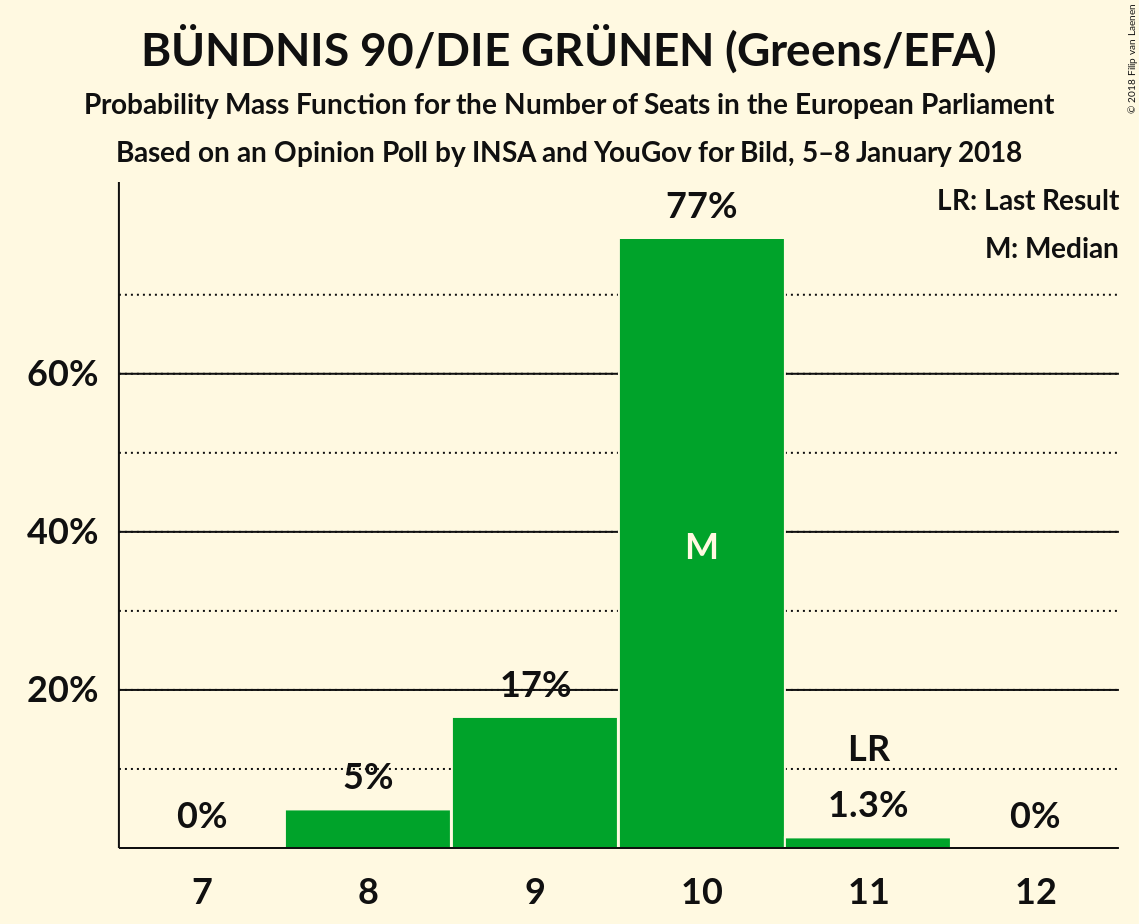 BÜNDNIS 90/DIE GRÜNEN (Greens/EFA)
Probability Mass Function for the Number of Seats in the European Parliament
Based on an Opinion Poll by INSA and YouGov for Bild, 5–8 January 2018
© 2018 Filip van Laenen
LR: Last Result
M: Median
77%
60%
40%
M
20%
17%
LR
5%
1.3%
0%
0%
7 8 9 10 11 12